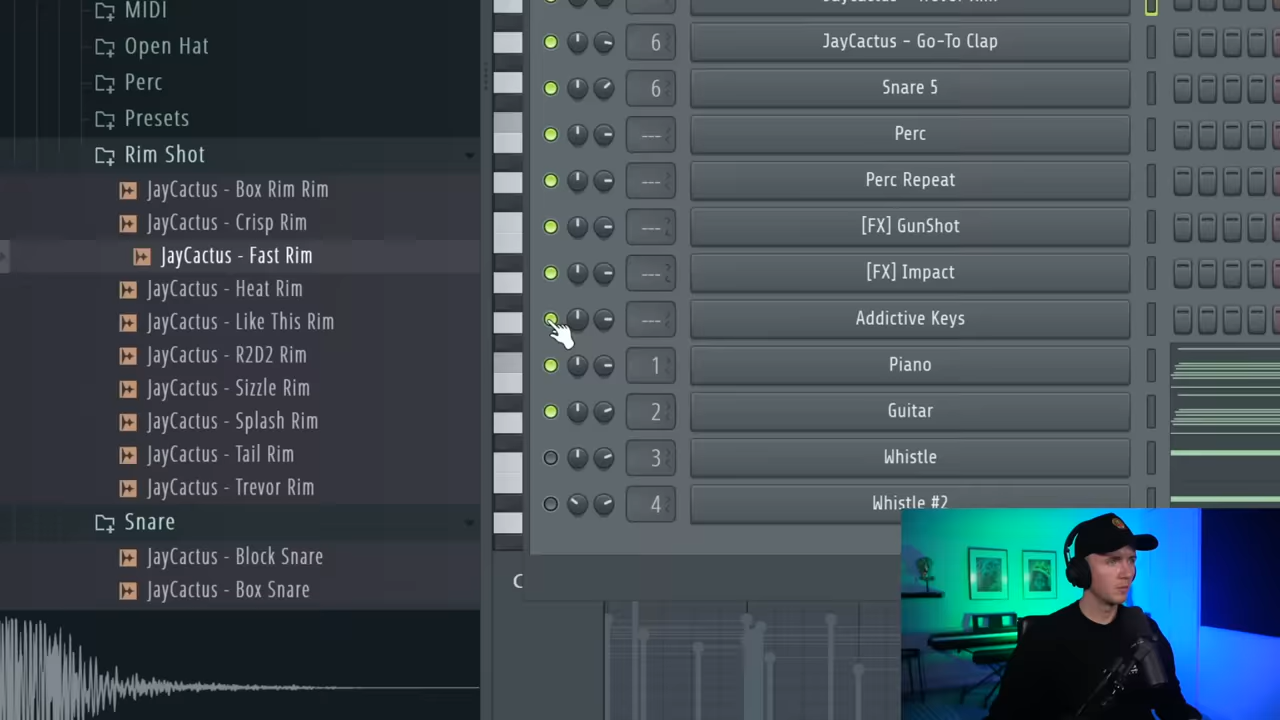 MIDI
Open Hat
Perc
Presets
Rim Shot
JayCactus - Box Rim Rim
JayCactus - Crisp Rim
JayCactus - Fast Rim
JayCactus - Heat Rim
JayCactus - Like This Rim
JayCactus - R2D2 Rim
JayCactus - Sizzle Rim
JayCactus - Splash Rim
JayCactus - Tail Rim
JayCactus - Trevor Rim
Snare
JayCactus - Block Snare
JayCactus - Box Snare
JayCactus - Trevor Rim
6 JayCactus - Go-To Clap
6 Snare 5
--- Perc
--- Perc Repeat
--- [FX] GunShot
--- [FX] Impact
--- Addictive Keys
1 Piano
2 Guitar
3 Whistle
4 Whistle #2